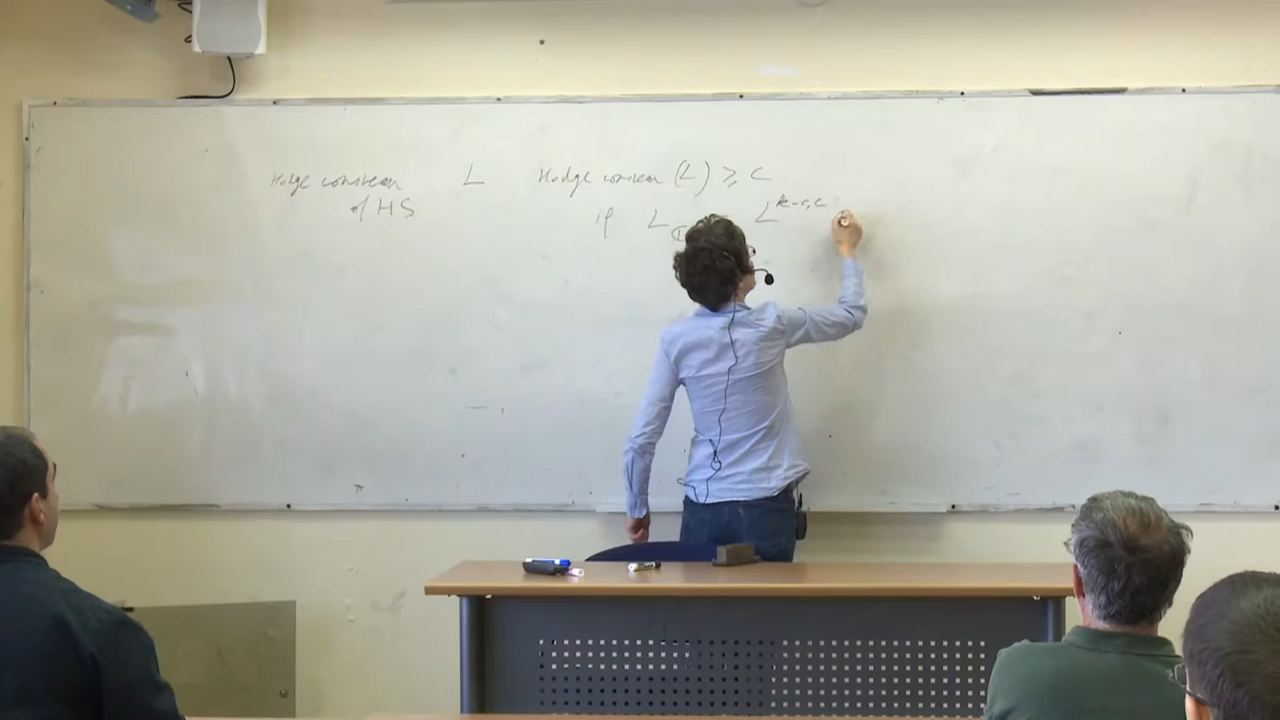 Hodge coniveau L Hodge coniveau (L) ≥ c
of HS if L L^{k-c,c}